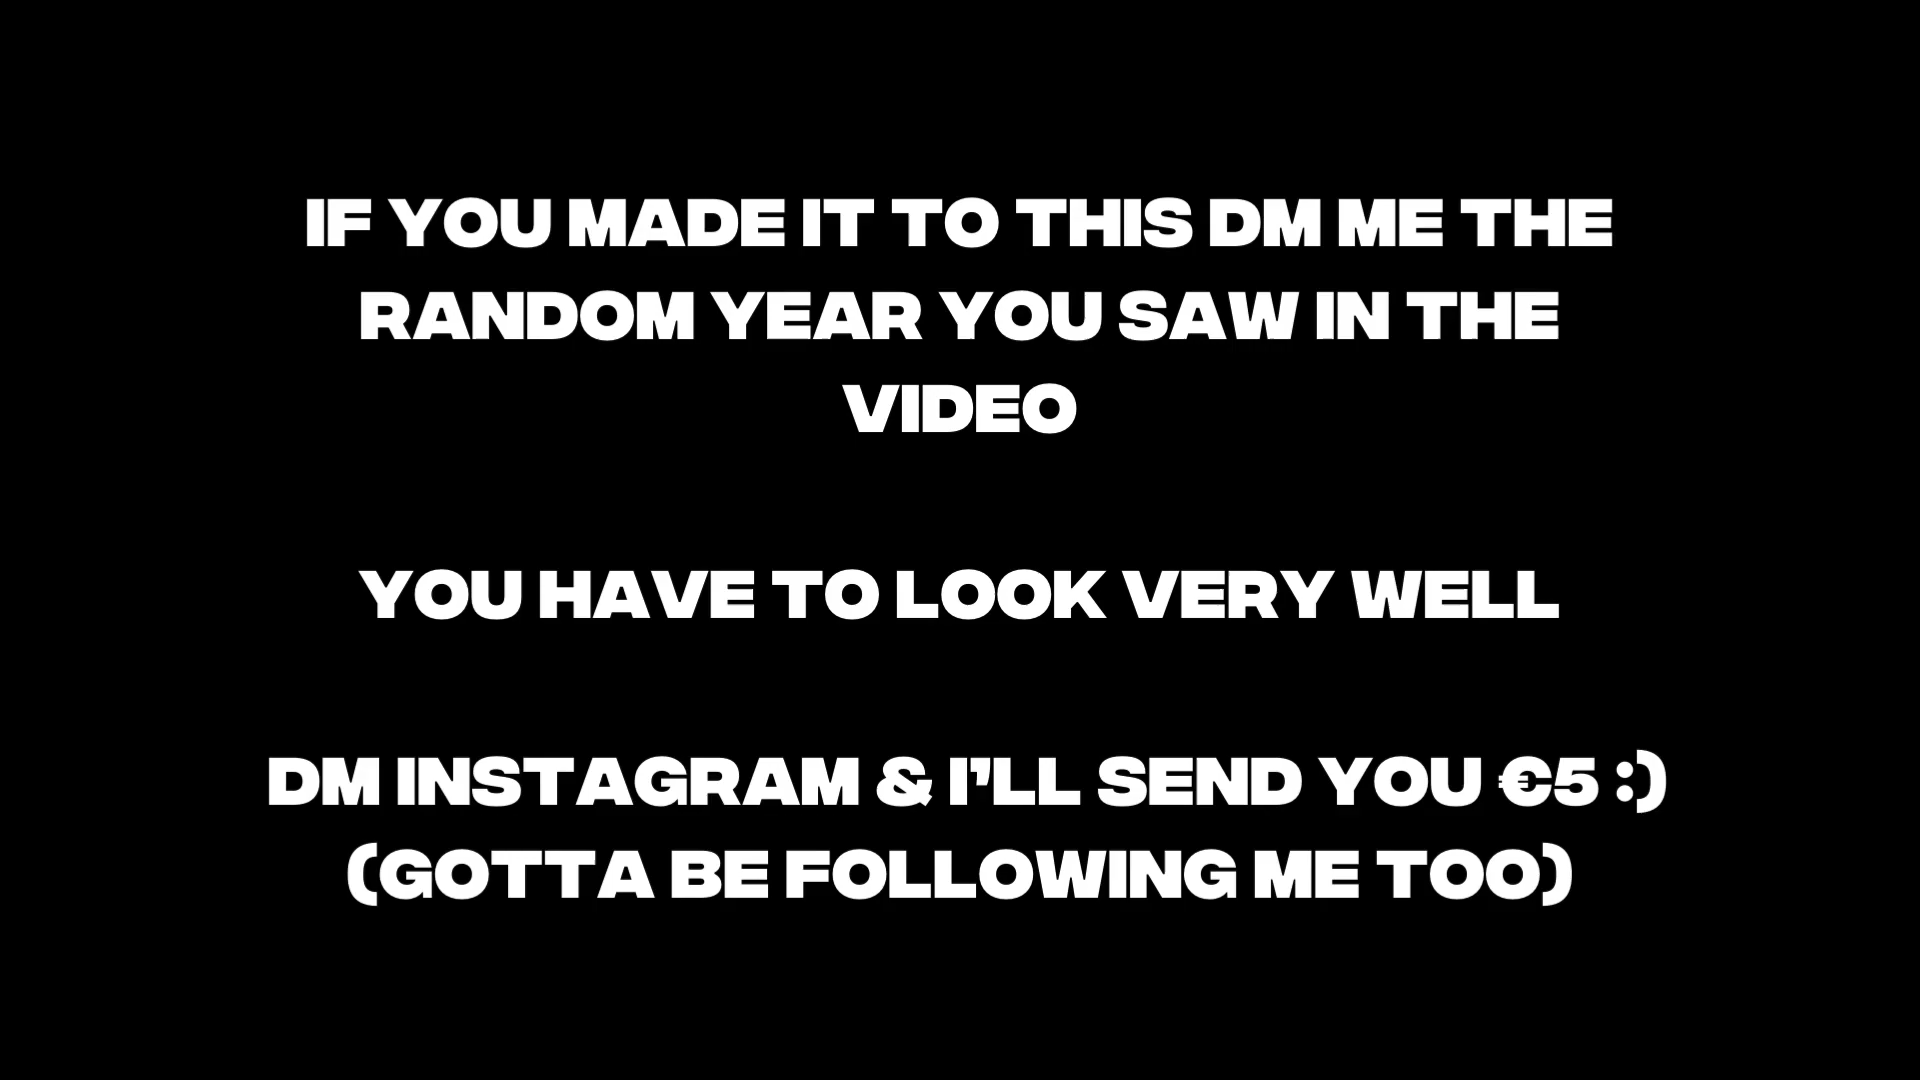 IF YOU MADE IT TO THIS DM ME THE
RANDOM YEAR YOU SAW IN THE
VIDEO
YOU HAVE TO LOOK VERY WELL
DM INSTAGRAM & I'LL SEND YOU €5 :)
(GOTTA BE FOLLOWING ME TOO)